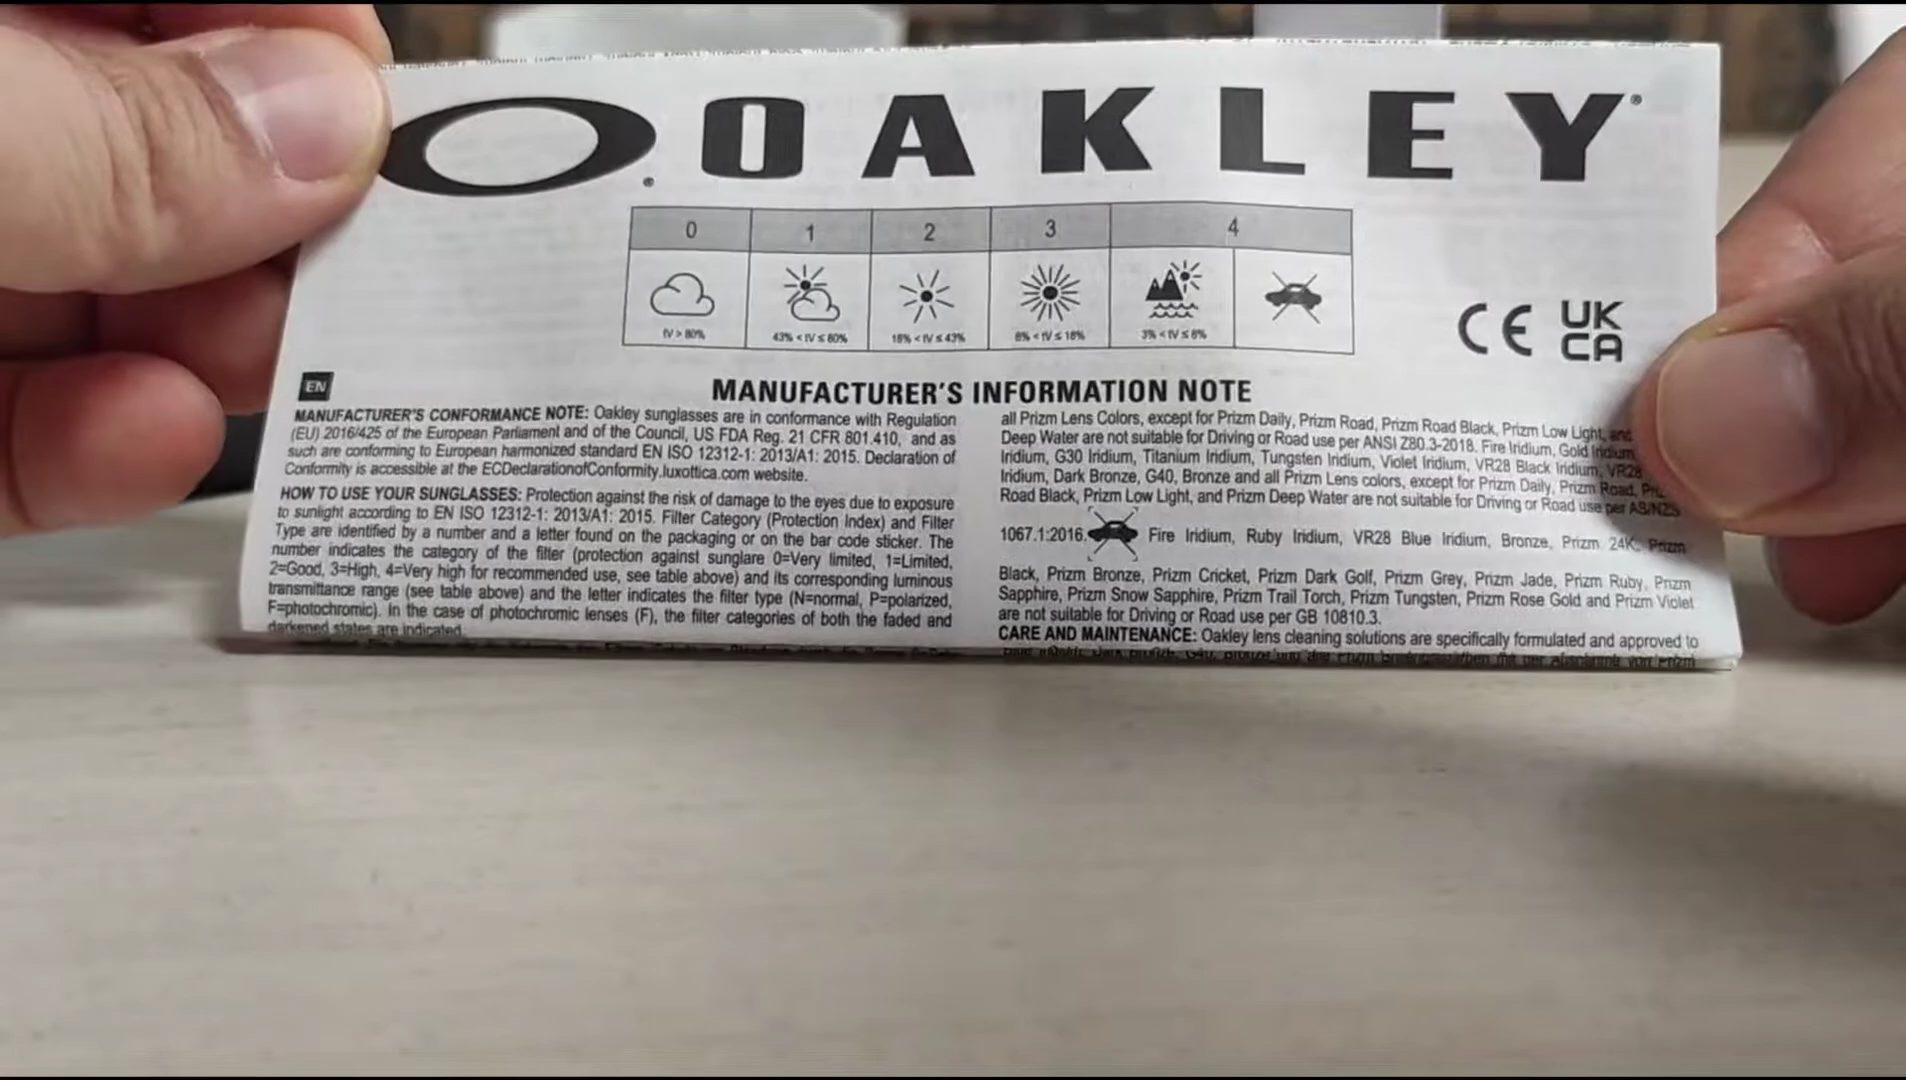 OAKLEY®
0 1 2 3 4
tV > 80% 43% < tV ≤ 80% 18% < tV ≤ 43% 8% < tV ≤ 18% 3% < tV ≤ 8%
CE UK
CA
EN
MANUFACTURER'S INFORMATION NOTE
MANUFACTURER'S CONFORMANCE NOTE: Oakley sunglasses are in conformance with Regulation
(EU) 2016/425 of the European Parliament and of the Council, US FDA Reg. 21 CFR 801.410, and as
such are conforming to European harmonized standard EN ISO 12312-1: 2013/A1: 2015. Declaration of
Conformity is accessible at the ECDeclarationofConformity.luxottica.com website.
HOW TO USE YOUR SUNGLASSES: Protection against the risk of damage to the eyes due to exposure
to sunlight according to EN ISO 12312-1: 2013/A1: 2015. Filter Category (Protection Index) and Filter
Type are identified by a number and a letter found on the packaging or on the bar code sticker. The
number indicates the category of the filter (protection against sunglare 0=Very limited, 1=Limited,
2=Good, 3=High, 4=Very high for recommended use, see table above) and its corresponding luminous
transmittance range (see table above) and the letter indicates the filter type (N=normal, P=polarized,
F=photochromic). In the case of photochromic lenses (F), the filter categories of both the faded and
darkened states are indicated.
all Prizm Lens Colors, except for Prizm Daily, Prizm Road, Prizm Road Black, Prizm Low Light, and
Deep Water are not suitable for Driving or Road use per ANSI Z80.3-2018. Fire Iridium, Gold Iridium,
Iridium, G30 Iridium, Titanium Iridium, Tungsten Iridium, Violet Iridium, VR28 Black Iridium, VR28
Iridium, Dark Bronze, G40, Bronze and all Prizm Lens colors, except for Prizm Daily, Prizm Road,
Road Black, Prizm Low Light, and Prizm Deep Water are not suitable for Driving or Road use per AS/NZS
1067.1:2016. Fire Iridium, Ruby Iridium, VR28 Blue Iridium, Bronze, Prizm 24K, Prizm
Black, Prizm Bronze, Prizm Cricket, Prizm Dark Golf, Prizm Grey, Prizm Jade, Prizm Ruby, Prizm
Sapphire, Prizm Snow Sapphire, Prizm Trail Torch, Prizm Tungsten, Prizm Rose Gold and Prizm Violet
are not suitable for Driving or Road use per GB 10810.3.
CARE AND MAINTENANCE: Oakley lens cleaning solutions are specifically formulated and approved to